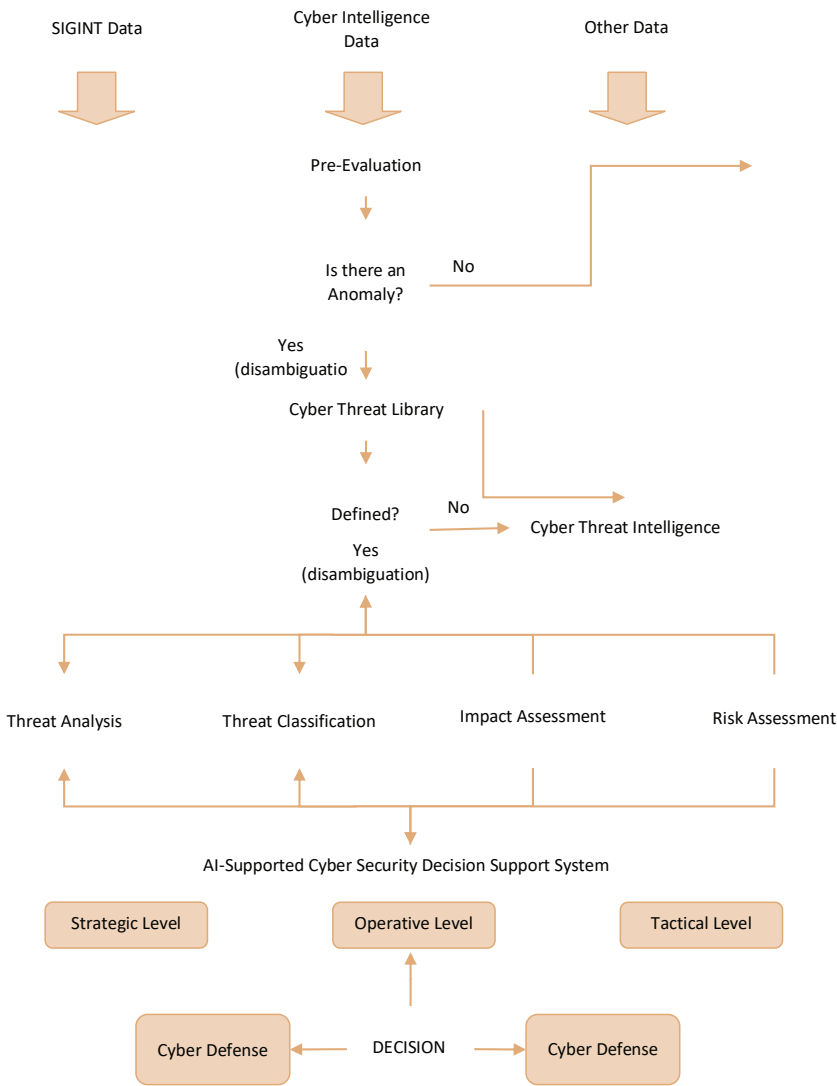 SIGINT Data
Cyber Intelligence
Data
Other Data
Pre-Evaluation
Is there an
Anomaly?
No
Yes
(disambiguatio
Cyber Threat Library
Defined?
No
Cyber Threat Intelligence
Yes
(disambiguation)
Threat Analysis
Threat Classification
Impact Assessment
Risk Assessment
AI-Supported Cyber Security Decision Support System
Strategic Level
Operative Level
Tactical Level
Cyber Defense
DECISION
Cyber Defense